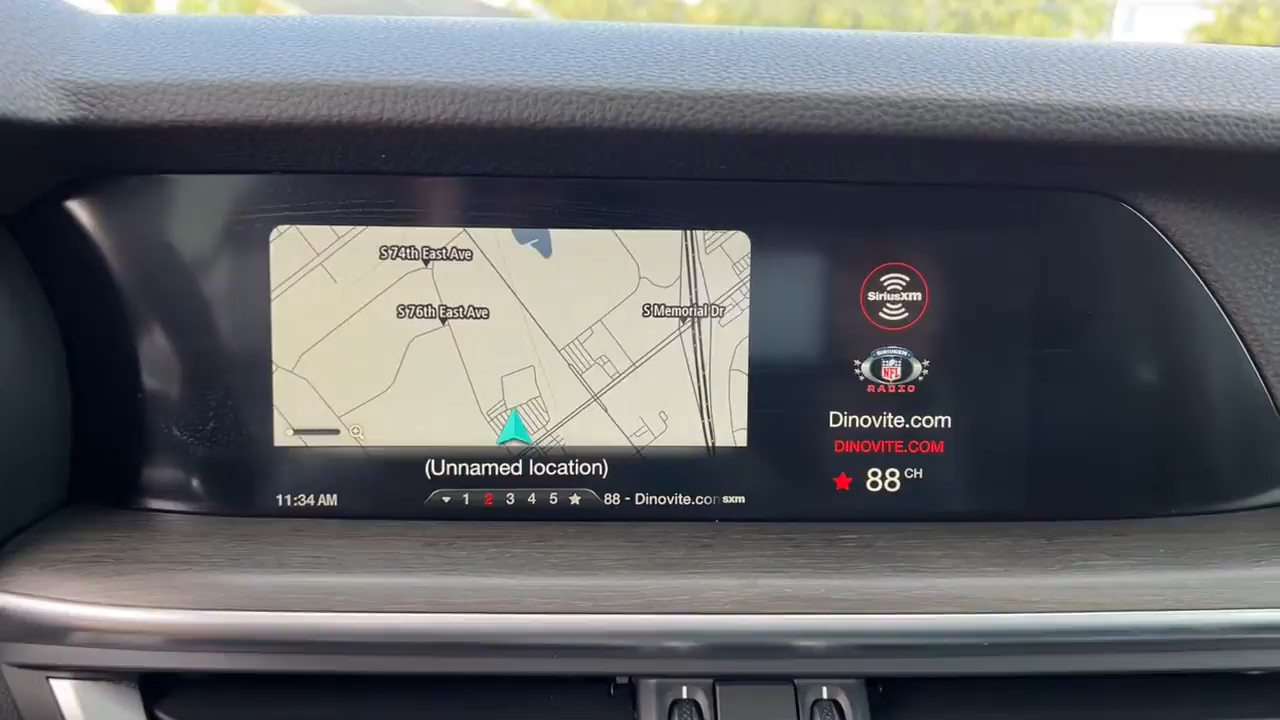 S 74th East Ave
S 76th East Ave
S Memorial Dr
(Unnamed location)
11:34 AM
1 2 3 4 5
88 - Dinovite.con sxm
SiriusXM
SIRIUSXM
NFL
RADIO
Dinovite.com
DINOVITE.COM
88 CH